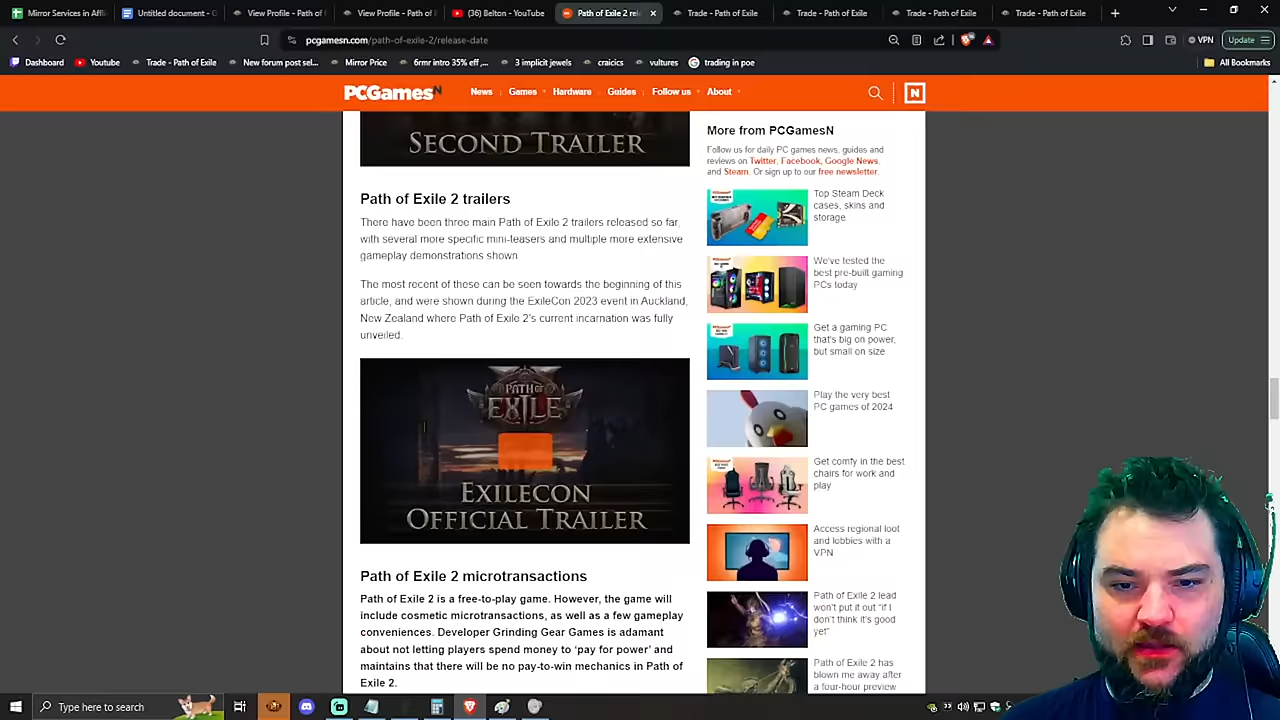 Mirror Services in Affli
Untitled document - G
View Profile - Path of I
View Profile - Path of I
(36) Belton - YouTube
Path of Exile 2 rele
Trade - Path of Exile
Trade - Path of Exile
Trade - Path of Exile
Trade - Path of Exile
pcgamesn.com/path-of-exile-2/release-date
VPN
Update
Dashboard
Youtube
Trade - Path of Exile
New forum post sel...
Mirror Price
6rmr intro 35% eff ,...
3 implicit jewels
craicics
vultures
trading in poe
All Bookmarks
PCGamesN
News
Games
Hardware
Guides
Follow us
About
SECOND TRAILER
Path of Exile 2 trailers
There have been three main Path of Exile 2 trailers released so far,
with several more specific mini-teasers and multiple more extensive
gameplay demonstrations shown
The most recent of these can be seen towards the beginning of this
article, and were shown during the ExileCon 2023 event in Auckland,
New Zealand where Path of Exile 2's current incarnation was fully
unveiled.
PATH OF
EXILE
EXILECON
OFFICIAL TRAILER
Path of Exile 2 microtransactions
Path of Exile 2 is a free-to-play game. However, the game will
include cosmetic microtransactions, as well as a few gameplay
conveniences. Developer Grinding Gear Games is adamant
about not letting players spend money to ‘pay for power’ and
maintains that there will be no pay-to-win mechanics in Path of
Exile 2.
More from PCGamesN
Follow us for daily PC games news, guides and
reviews on Twitter, Facebook, Google News,
and Steam. Or sign up to our free newsletter.
Top Steam Deck
cases, skins and
storage
We've tested the
best pre-built gaming
PCs today
Get a gaming PC
that's big on power,
but small on size
Play the very best
PC games of 2024
Get comfy in the best
chairs for work and
play
Access regional loot
and lobbies with a
VPN
Path of Exile 2 lead
won't put it out “if I
don't think it's good
yet”
Path of Exile 2 has
blown me away after
a four-hour preview
Type here to search